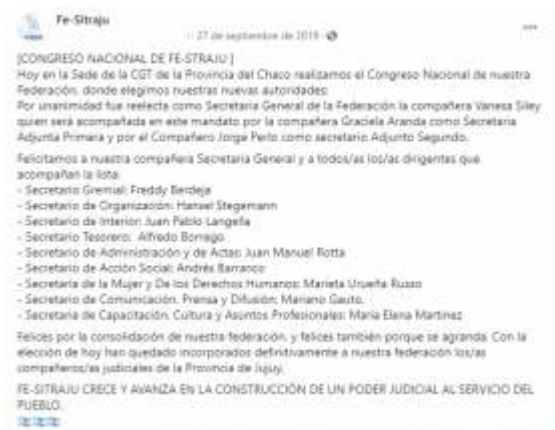 Fe-Sitraju
27 de septiembre de 2019
[CONGRESO NACIONAL DE FE-STRAJU ]
Hoy en la Sede de la CGT de la Provincia del Chaco realizamos el Congreso Nacional de nuestra
Federación, donde elegimos nuestras nuevas autoridades:
Por unanimidad fue reelecta como Secretaria General de la Federación la compañera Vanesa Siley
quien será acompañada en este mandato por la compañera Graciela Aranda como Secretaria
Adjunta Primera y por el Compañero Jorge Perlo como secretario Adjunto Segundo.
Felicitamos a nuestra compañera Secretaria General y a todos/as los/as dirigentes que
acompañan la lista:
- Secretario Gremial: Freddy Berdeja
- Secretario de Organización: Hansel Stegemann
- Secretario de Interior: Juan Pablo Langella
- Secretario Tesorero: Alfredo Borrego
- Secretario de Administración y de Actas: Juan Manuel Rotta
- Secretario de Acción Social: Andrés Barranco
- Secretaria de la Mujer y De los Derechos Humanos: Marieta Urueña Russo
- Secretario de Comunicación, Prensa y Difusión: Mariano Gauto.
- Secretaria de Capacitación, Cultura y Asuntos Profesionales: María Elena Martínez
Felices por la consolidación de nuestra federación, y felices también porque se agranda: Con la
elección de hoy han quedado incorporados definitivamente a nuestra federación los/as
compañeros/as judiciales de la Provincia de Jujuy.
FE-SITRAJU CRECE Y AVANZA EN LA CONSTRUCCIÓN DE UN PODER JUDICIAL AL SERVICIO DEL
PUEBLO.